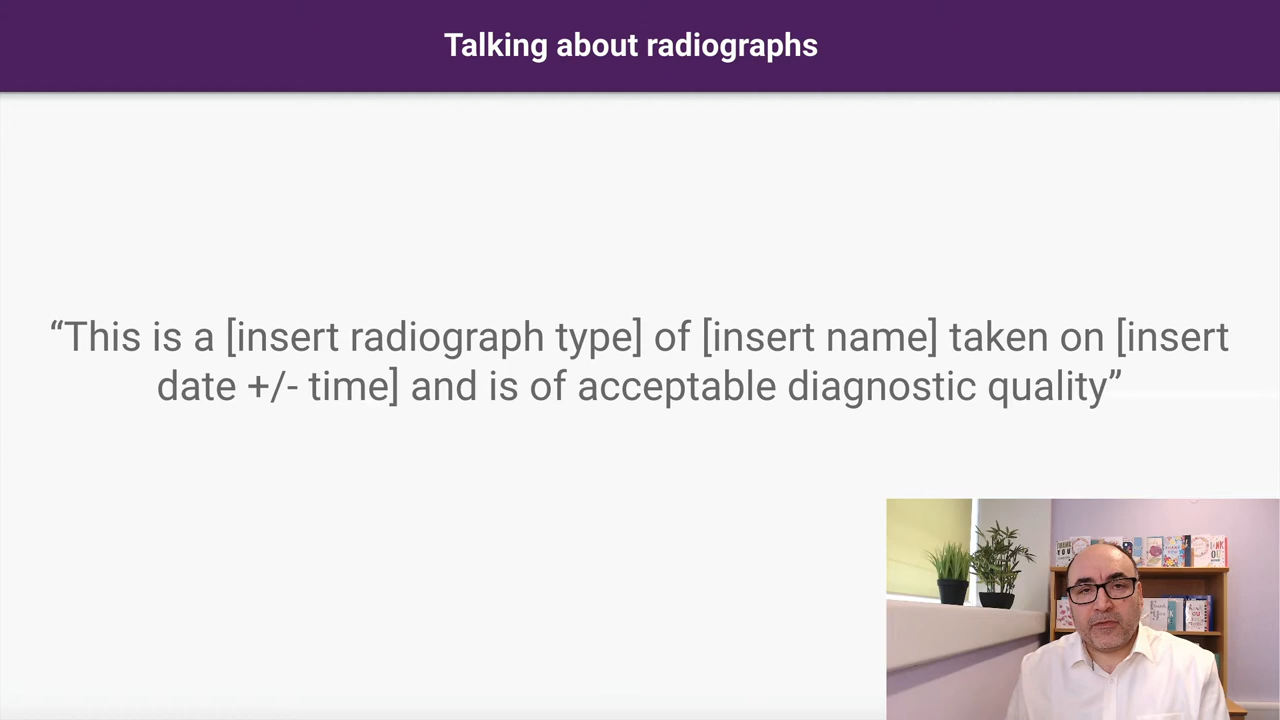 Talking about radiographs
“This is a [insert radiograph type] of [insert name] taken on [insert
date +/- time] and is of acceptable diagnostic quality”